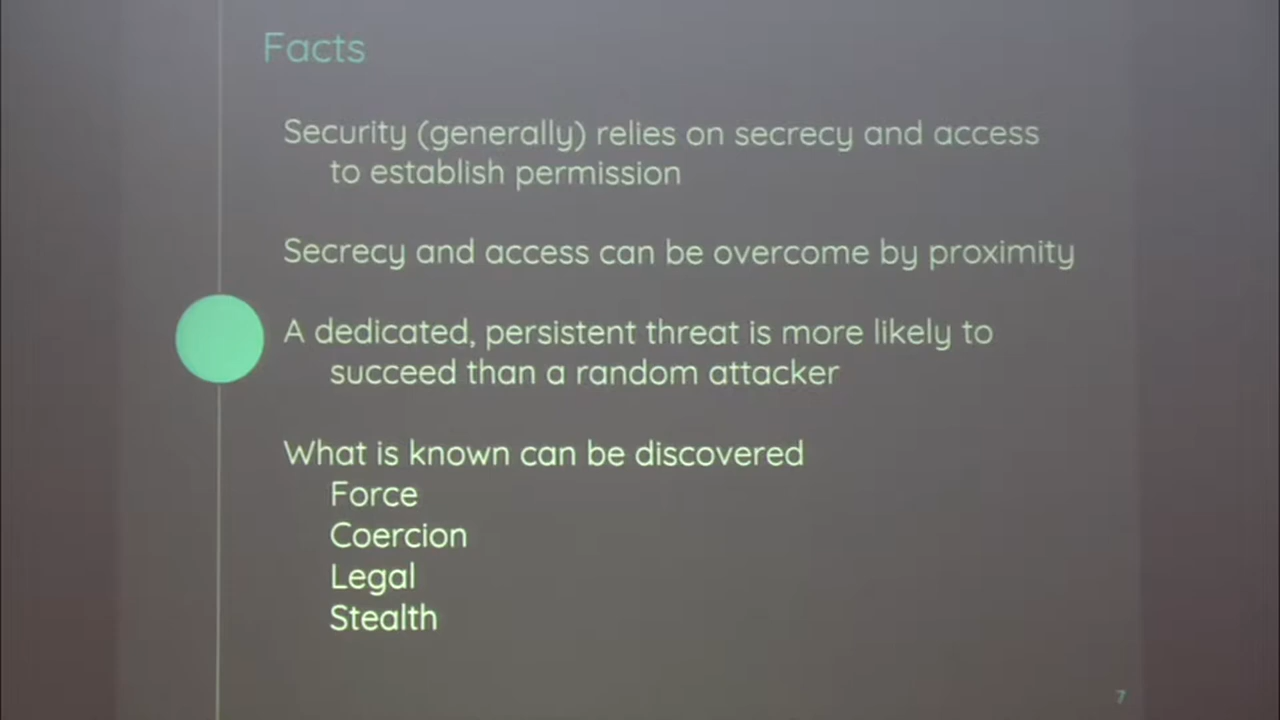 Facts
Security (generally) relies on secrecy and access
to establish permission
Secrecy and access can be overcome by proximity
A dedicated, persistent threat is more likely to
succeed than a random attacker
What is known can be discovered
Force
Coercion
Legal
Stealth
7